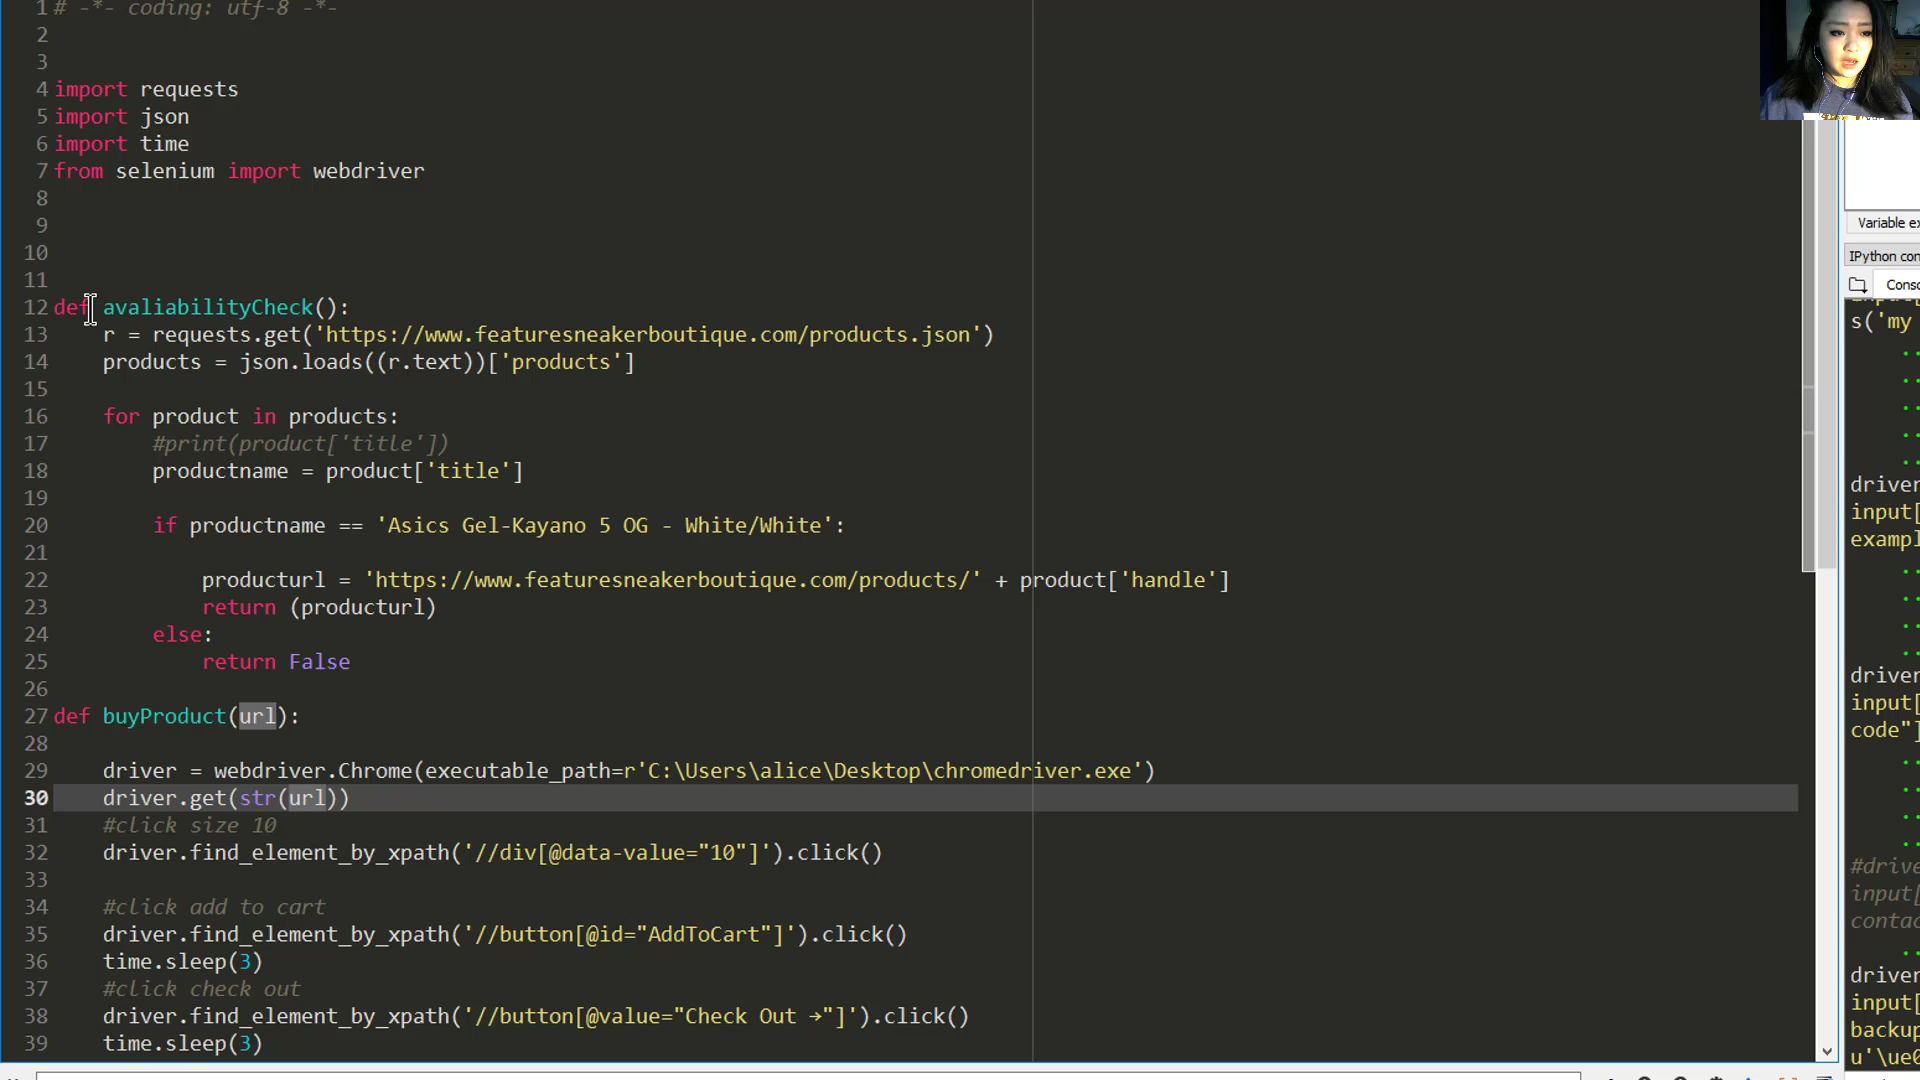 1 # -*- coding: utf-8 -*-
2
3
4 import requests
5 import json
6 import time
7 from selenium import webdriver
8
9
10
11
12 def avaliabilityCheck():
13 r = requests.get('https://www.featuresneakerboutique.com/products.json')
14 products = json.loads((r.text))['products']
15
16 for product in products:
17 #print(product['title'])
18 productname = product['title']
19
20 if productname == 'Asics Gel-Kayano 5 OG - White/White':
21
22 producturl = 'https://www.featuresneakerboutique.com/products/' + product['handle']
23 return (producturl)
24 else:
25 return False
26
27 def buyProduct(url):
28
29 driver = webdriver.Chrome(executable_path=r'C:\Users\alice\Desktop\chromedriver.exe')
30 driver.get(str(url))
31 #click size 10
32 driver.find_element_by_xpath('//div[@data-value="10"]').click()
33
34 #click add to cart
35 driver.find_element_by_xpath('//button[@id="AddToCart"]').click()
36 time.sleep(3)
37 #click check out
38 driver.find_element_by_xpath('//button[@value="Check Out →"]').click()
39 time.sleep(3)
Variable ex
IPython con
Conso
s('my
driver
input[
exampl
driver
input[
code"]
#drive
input[
contac
driver
input[
backup